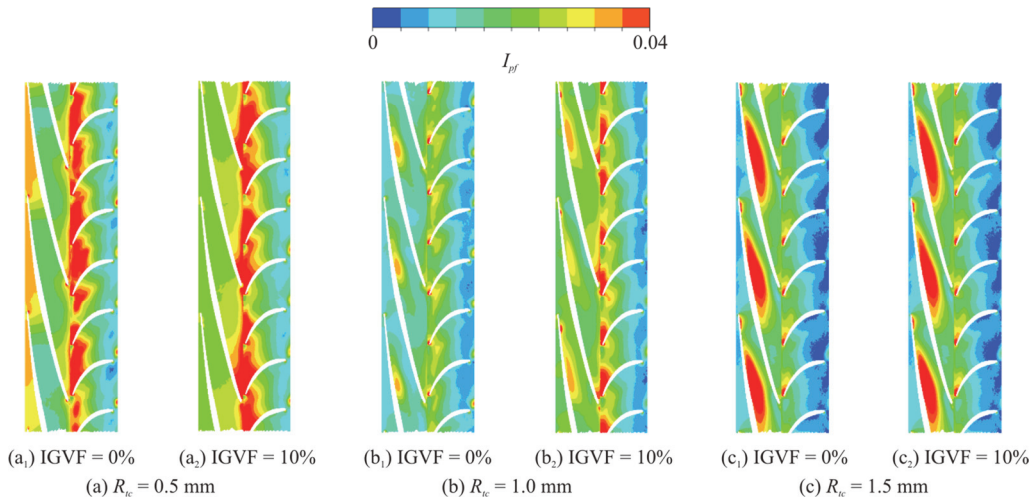 0 0.04
I_pf
(a₁) IGVF = 0% (a₂) IGVF = 10% (b₁) IGVF = 0% (b₂) IGVF = 10% (c₁) IGVF = 0% (c₂) IGVF = 10%
(a) R_tc = 0.5 mm (b) R_tc = 1.0 mm (c) R_tc = 1.5 mm